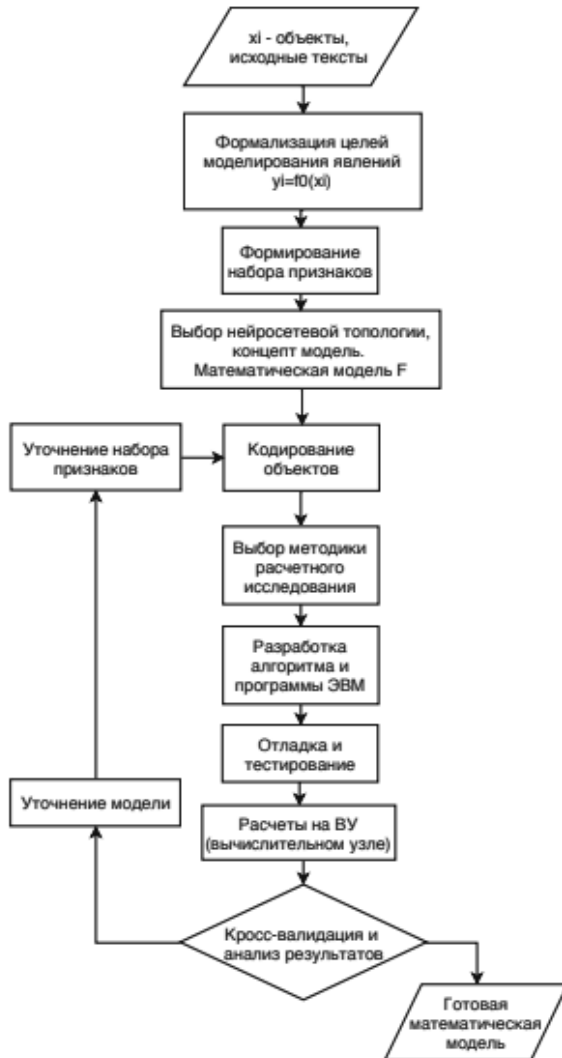 xi - объекты,
исходные тексты
Формализация целей
моделирования явлений
yi=f0(xi)
Формирование
набора признаков
Выбор нейросетевой топологии,
концепт модель.
Математическая модель F
Уточнение набора
признаков
Кодирование
объектов
Выбор методики
расчетного
исследования
Разработка
алгоритма и
программы ЭВМ
Отладка и
тестирование
Уточнение модели
Расчеты на ВУ
(вычислительном узле)
Кросс-валидация и
анализ результатов
Готовая
математическая
модель